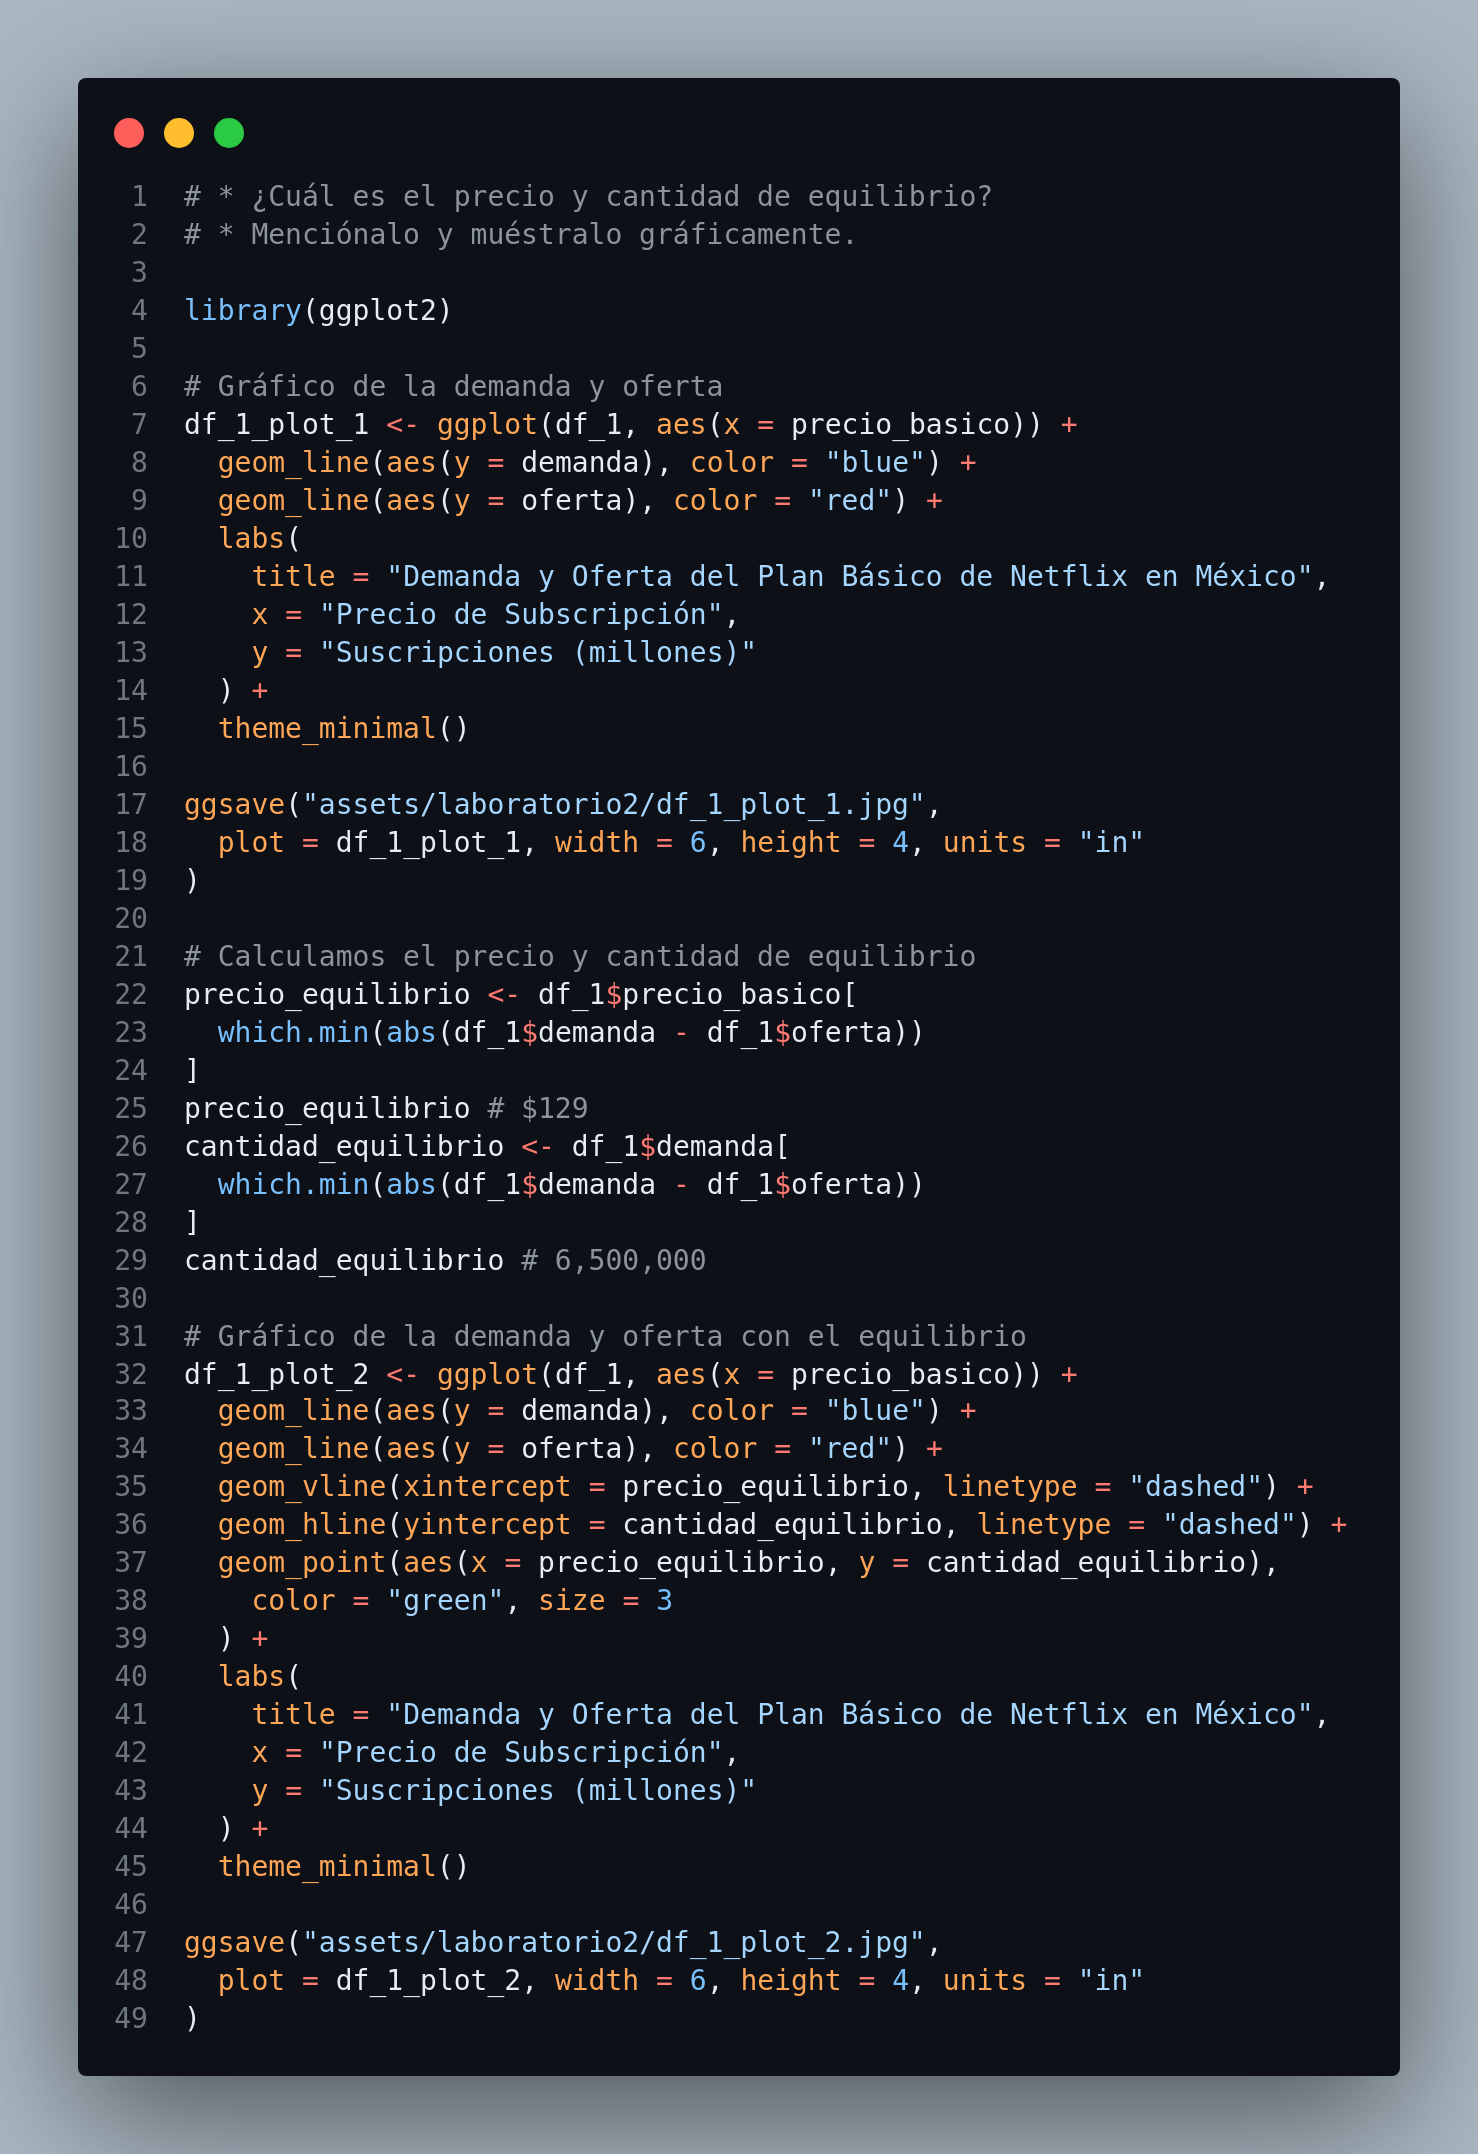 1 # * ¿Cuál es el precio y cantidad de equilibrio?
2 # * Menciónalo y muéstralo gráficamente.
3
4 library(ggplot2)
5
6 # Gráfico de la demanda y oferta
7 df_1_plot_1 <- ggplot(df_1, aes(x = precio_basico)) +
8   geom_line(aes(y = demanda), color = "blue") +
9   geom_line(aes(y = oferta), color = "red") +
10   labs(
11     title = "Demanda y Oferta del Plan Básico de Netflix en México",
12     x = "Precio de Subscripción",
13     y = "Suscripciones (millones)"
14   ) +
15   theme_minimal()
16
17 ggsave("assets/laboratorio2/df_1_plot_1.jpg",
18   plot = df_1_plot_1, width = 6, height = 4, units = "in"
19 )
20
21 # Calculamos el precio y cantidad de equilibrio
22 precio_equilibrio <- df_1$precio_basico[
23   which.min(abs(df_1$demanda - df_1$oferta))
24 ]
25 precio_equilibrio # $129
26 cantidad_equilibrio <- df_1$demanda[
27   which.min(abs(df_1$demanda - df_1$oferta))
28 ]
29 cantidad_equilibrio # 6,500,000
30
31 # Gráfico de la demanda y oferta con el equilibrio
32 df_1_plot_2 <- ggplot(df_1, aes(x = precio_basico)) +
33   geom_line(aes(y = demanda), color = "blue") +
34   geom_line(aes(y = oferta), color = "red") +
35   geom_vline(xintercept = precio_equilibrio, linetype = "dashed") +
36   geom_hline(yintercept = cantidad_equilibrio, linetype = "dashed") +
37   geom_point(aes(x = precio_equilibrio, y = cantidad_equilibrio),
38     color = "green", size = 3
39   ) +
40   labs(
41     title = "Demanda y Oferta del Plan Básico de Netflix en México",
42     x = "Precio de Subscripción",
43     y = "Suscripciones (millones)"
44   ) +
45   theme_minimal()
46
47 ggsave("assets/laboratorio2/df_1_plot_2.jpg",
48   plot = df_1_plot_2, width = 6, height = 4, units = "in"
49 )